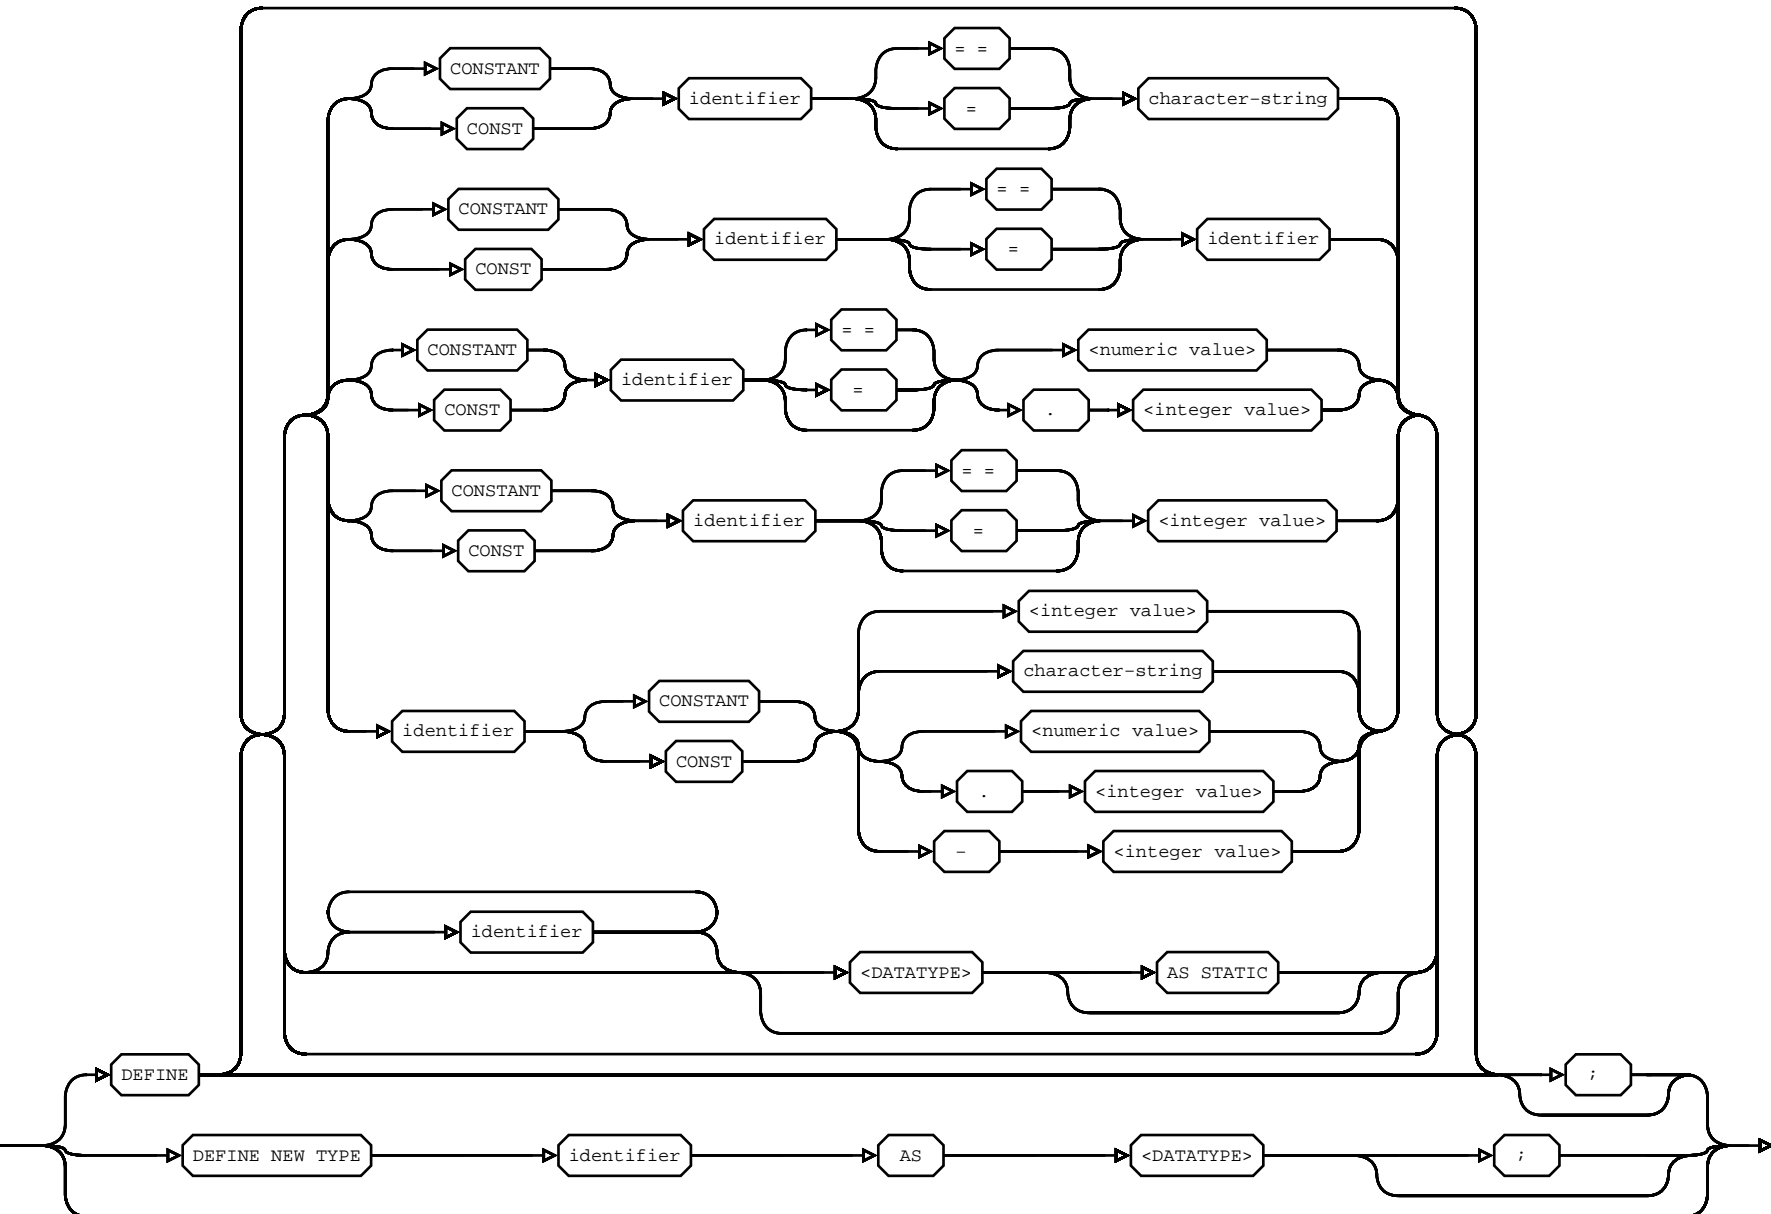 = =
CONSTANT
identifier
=
character-string
CONST
= =
CONSTANT
identifier
=
identifier
CONST
= =
CONSTANT
<numeric value>
identifier
=
CONST
.
<integer value>
= =
CONSTANT
identifier
=
<integer value>
CONST
<integer value>
character-string
CONSTANT
identifier
<numeric value>
CONST
.
<integer value>
-
<integer value>
identifier
<DATATYPE>
AS STATIC
DEFINE
;
DEFINE NEW TYPE
identifier
AS
<DATATYPE>
;